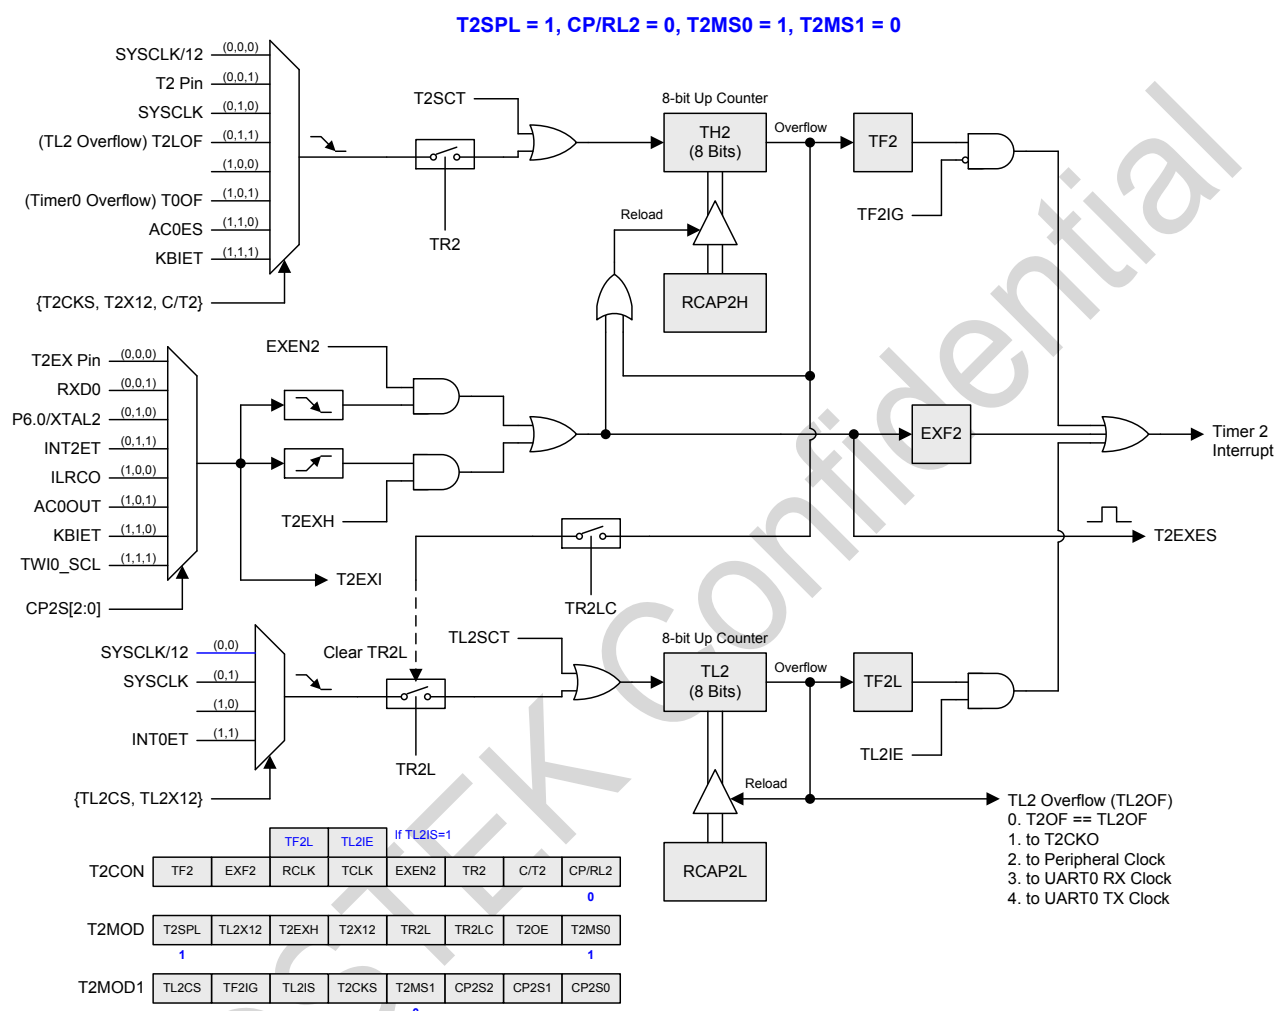 T2SPL = 1, CP/RL2 = 0, T2MS0 = 1, T2MS1 = 0
SYSCLK/12 (0,0,0)
T2 Pin (0,0,1)
SYSCLK (0,1,0)
(TL2 Overflow) T2LOF (0,1,1)
(1,0,0)
(Timer0 Overflow) T0OF (1,0,1)
AC0ES (1,1,0)
KBIET (1,1,1)
{T2CKS, T2X12, C/T2}
TR2
T2SCT
8-bit Up Counter
TH2
(8 Bits)
Overflow
TF2
TF2IG
Reload
RCAP2H
T2EX Pin (0,0,0)
RXD0 (0,0,1)
P6.0/XTAL2 (0,1,0)
INT2ET (0,1,1)
ILRCO (1,0,0)
AC0OUT (1,0,1)
KBIET (1,1,0)
TWI0_SCL (1,1,1)
CP2S[2:0]
EXEN2
T2EXH
T2EXI
EXF2
Timer 2
Interrupt
T2EXES
TR2LC
SYSCLK/12 (0,0)
SYSCLK (0,1)
(1,0)
INT0ET (1,1)
{TL2CS, TL2X12}
Clear TR2L
TR2L
TL2SCT
8-bit Up Counter
TL2
(8 Bits)
Overflow
TF2L
TL2IE
Reload
RCAP2L
TL2 Overflow (TL2OF)
0. T2OF == TL2OF
1. to T2CKO
2. to Peripheral Clock
3. to UART0 RX Clock
4. to UART0 TX Clock
TF2L TL2IE If TL2IS=1
T2CON TF2 EXF2 RCLK TCLK EXEN2 TR2 C/T2 CP/RL2
0
T2MOD T2SPL TL2X12 T2EXH T2X12 TR2L TR2LC T2OE T2MS0
1 1
T2MOD1 TL2CS TF2IG TL2IS T2CKS T2MS1 CP2S2 CP2S1 CP2S0
STEK Confidential